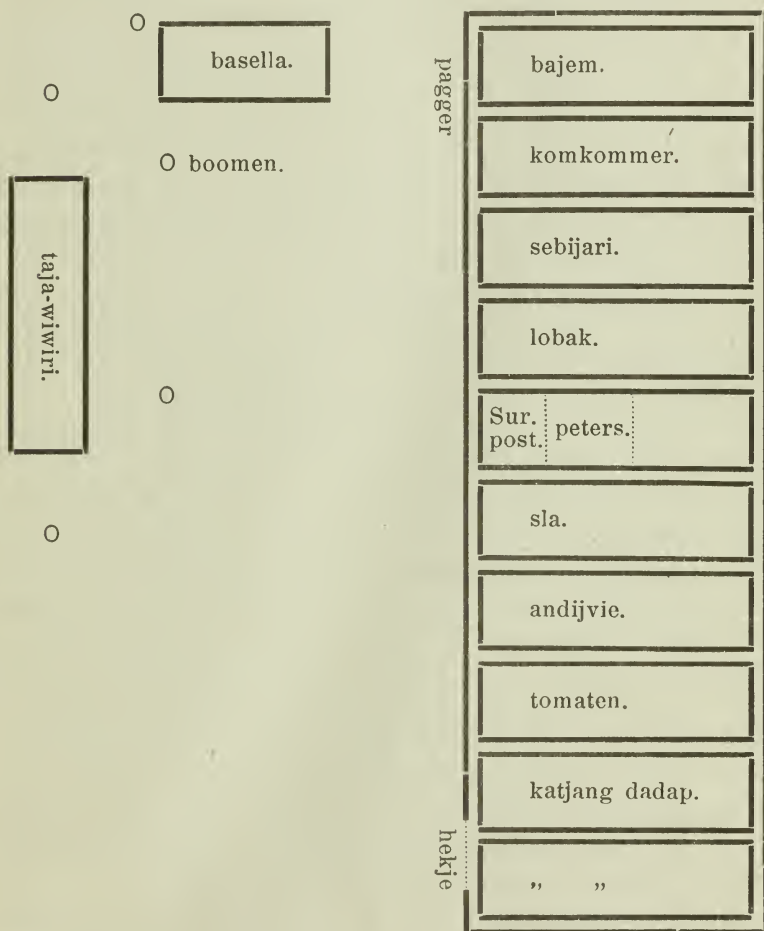 basella.
boomen.
taja-wiwiri.
pagger
bajem.
komkommer.
sebijari.
lobak.
Sur. post.
peters.
sla.
andijvie.
tomaten.
katjang dadap.
„ „
hekje